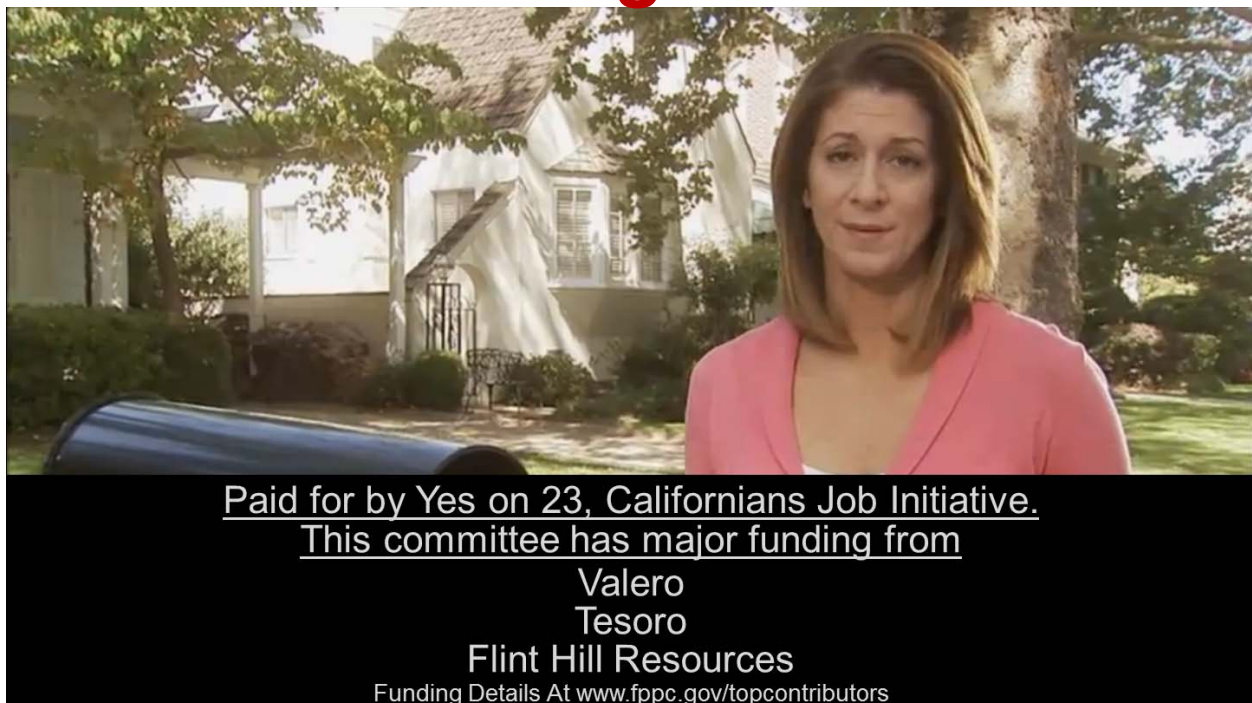 Paid for by Yes on 23, Californians Job Initiative.
This committee has major funding from
Valero
Tesoro
Flint Hill Resources
Funding Details At www.fppc.gov/topcontributors